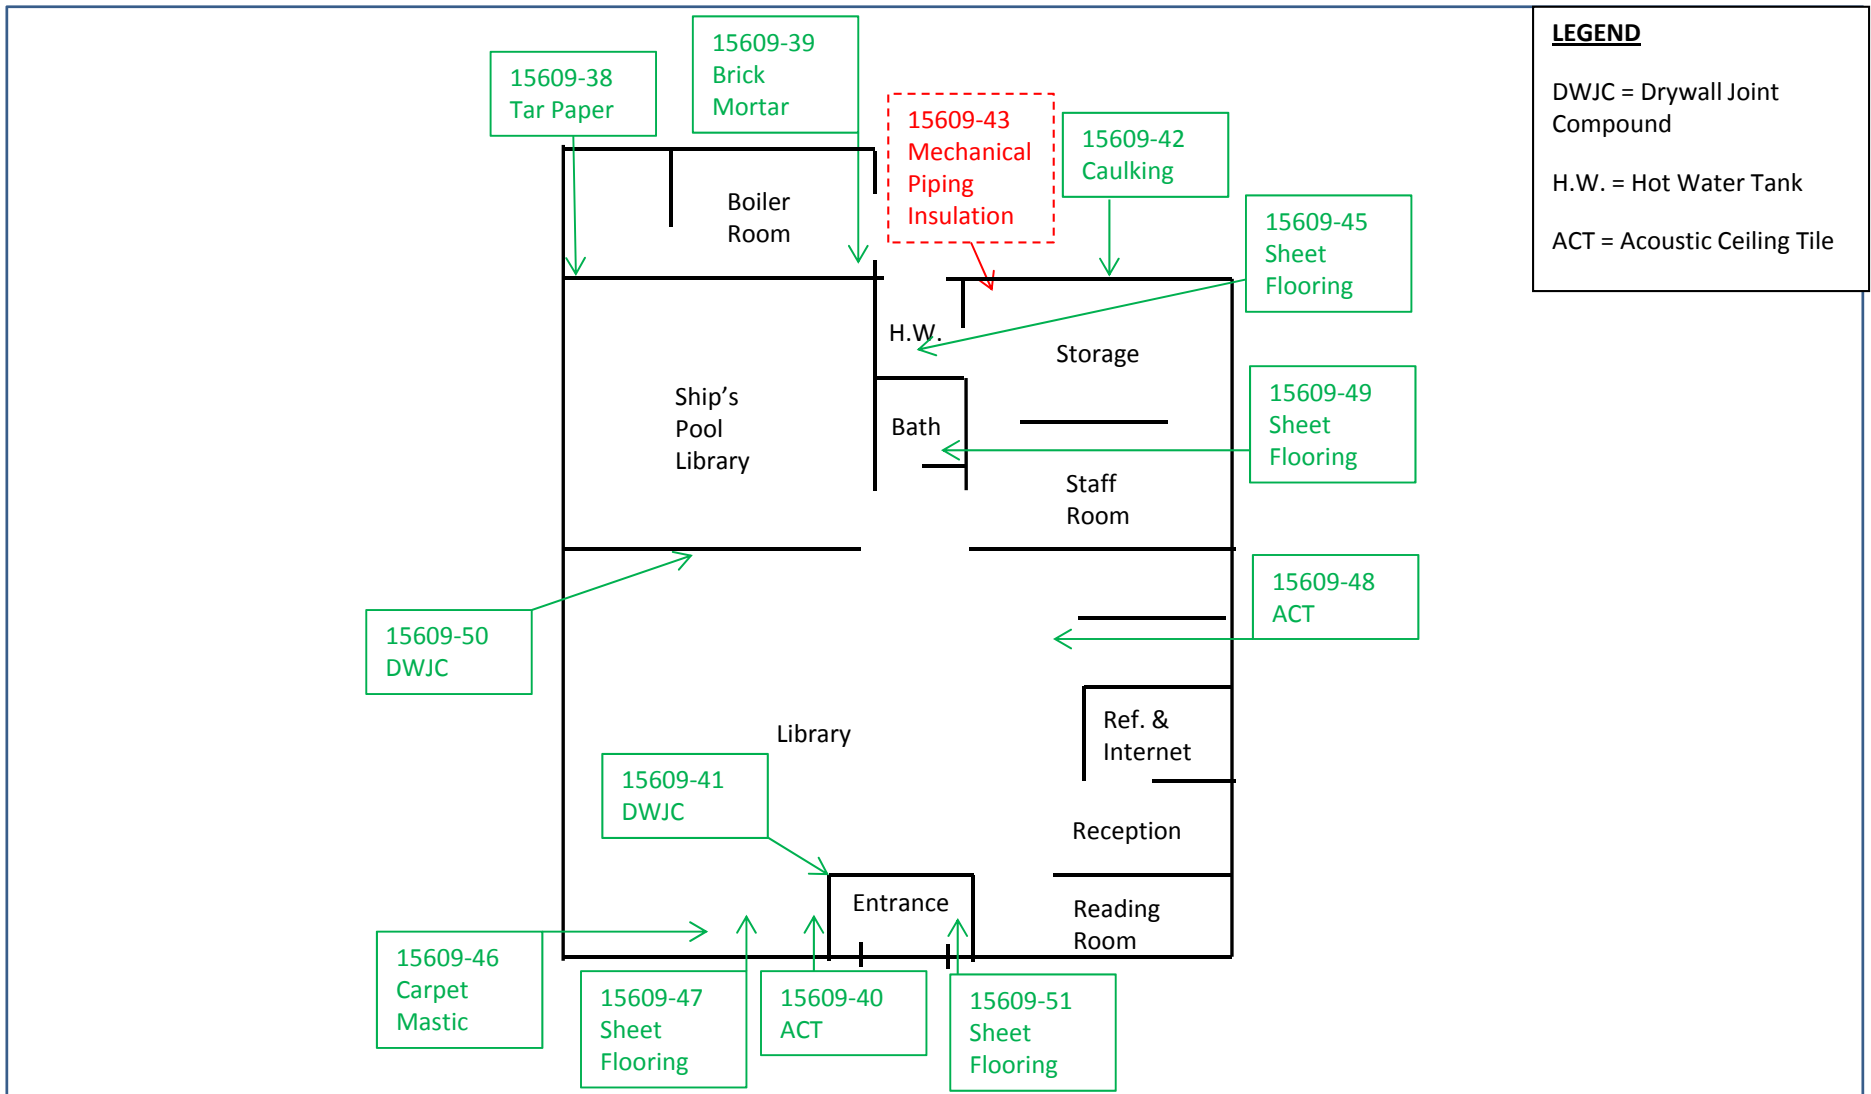 15609-39
Brick
Mortar
15609-38
Tar Paper
15609-43
Mechanical
Piping
Insulation
15609-42
Caulking
LEGEND
DWJC = Drywall Joint
Compound
H.W. = Hot Water Tank
ACT = Acoustic Ceiling Tile
Boiler
Room
15609-45
Sheet
Flooring
H.W.
Storage
Ship’s
Pool
Library
Bath
15609-49
Sheet
Flooring
Staff
Room
15609-50
DWJC
15609-48
ACT
Library
Ref. &
Internet
15609-41
DWJC
Reception
Entrance
Reading
Room
15609-46
Carpet
Mastic
15609-47
Sheet
Flooring
15609-40
ACT
15609-51
Sheet
Flooring